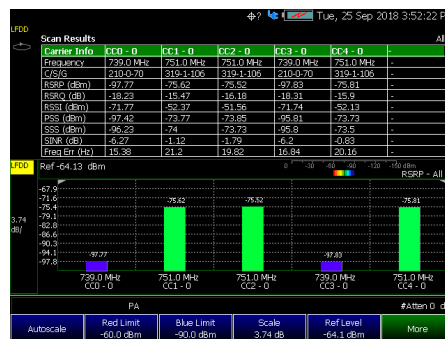 Tue, 25 Sep 2018 3:52:22 P
LFDD
Scan Results All
Carrier Info CC0 - 0 CC1 - 0 CC2 - 0 CC3 - 0 CC4 - 0 -
Frequency 739.0 MHz 751.0 MHz 751.0 MHz 739.0 MHz 751.0 MHz -
C/S/G 210-0-70 319-1-106 319-1-106 210-0-70 319-1-106 -
RSRP (dBm) -97.77 -75.62 -75.52 -97.83 -75.81 -
RSRQ (dB) -18.23 -15.47 -16.18 -18.31 -15.9 -
RSSI (dBm) -71.77 -52.37 -51.56 -71.74 -52.13 -
PSS (dBm) -97.42 -73.77 -73.85 -95.81 -73.73 -
SSS (dBm) -96.23 -74 -73.73 -95.8 -73.5 -
SINR (dB) -6.27 -1.12 -1.79 -6.2 -0.83 -
Freq Err (Hz) 15.38 21.2 19.82 16.84 20.16 -
LFDD Ref -64.13 dBm 0 -30 -60 -90 -120 -150 dBm
RSRP - All
-67.9
-71.6
-75.4
-79.1
-82.8
-86.6
-90.3
-94.1
-97.8
3.74
dB/
-97.77 -75.62 -75.52 -97.83 -75.81
739.0 MHz 751.0 MHz 751.0 MHz 739.0 MHz 751.0 MHz
CC0 - 0 CC1 - 0 CC2 - 0 CC3 - 0 CC4 - 0
PA #Atten 0 d
Autoscale Red Limit Blue Limit Scale Ref Level More
-60.0 dBm -90.0 dBm 3.74 dB -64.1 dBm